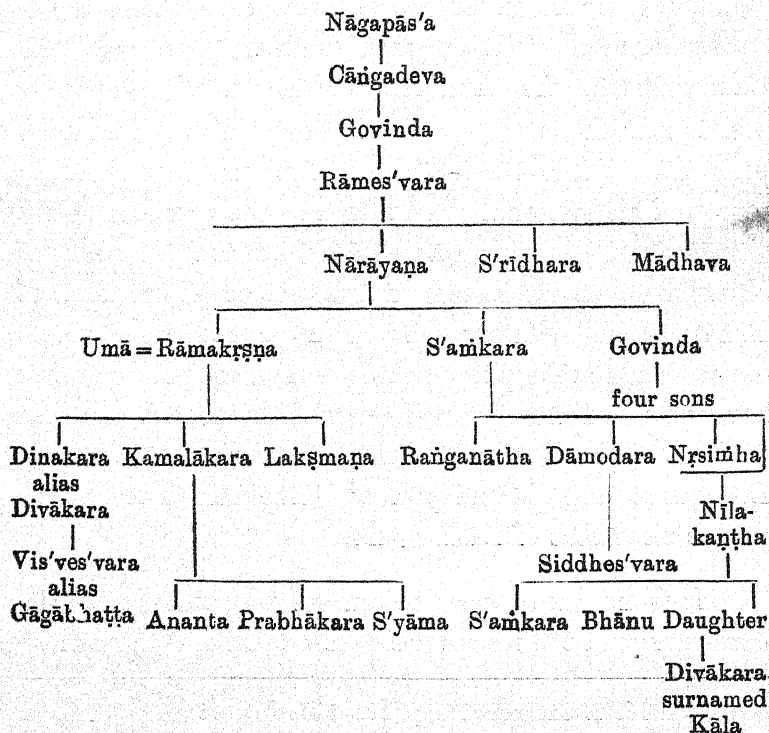 Nāgapās'a
Cāṅgadeva
Govinda
Rāmes'vara
Nārāyaṇa S'rīdhara Mādhava
Umā = Rāmakṛṣṇa S'aṁkara Govinda
four sons
Dinakara Kamalākara Lakṣmaṇa Raṅganātha Dāmodara Nṛsiṁha
alias
Divākara
Nīla-
kaṇṭha
Vis'ves'vara
Siddhes'vara
alias
Gāgābhaṭṭa Ananta Prabhākara S'yāma S'aṁkara Bhānu Daughter
Divākara
surnamed
Kāla